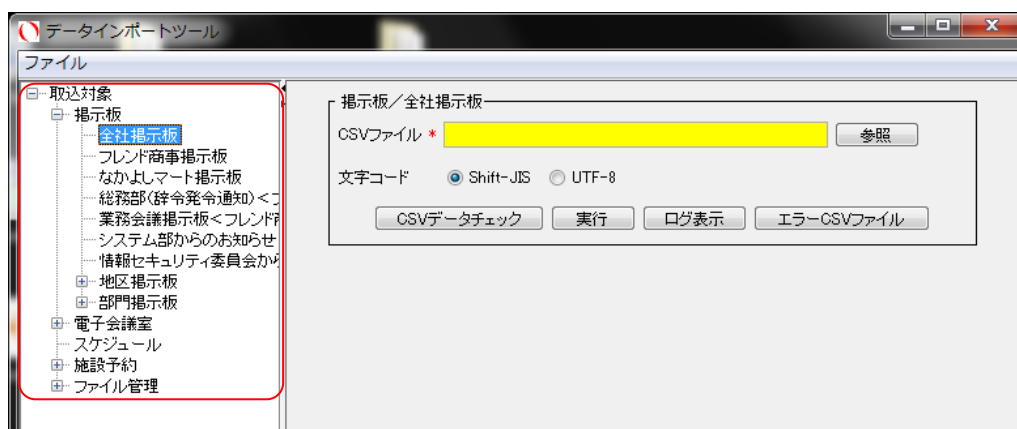 データインポートツール
ファイル
取込対象
掲示板
全社掲示板
フレンド商事掲示板
なかよしマート掲示板
総務部(辞令発令通知)<フ
業務会議掲示板<フレンド商
システム部からのお知らせ
情報セキュリティ委員会から
地区掲示板
部門掲示板
電子会議室
スケジュール
施設予約
ファイル管理
掲示板／全社掲示板
CSVファイル * 参照
文字コード Shift-JIS UTF-8
CSVデータチェック 実行 ログ表示 エラーCSVファイル